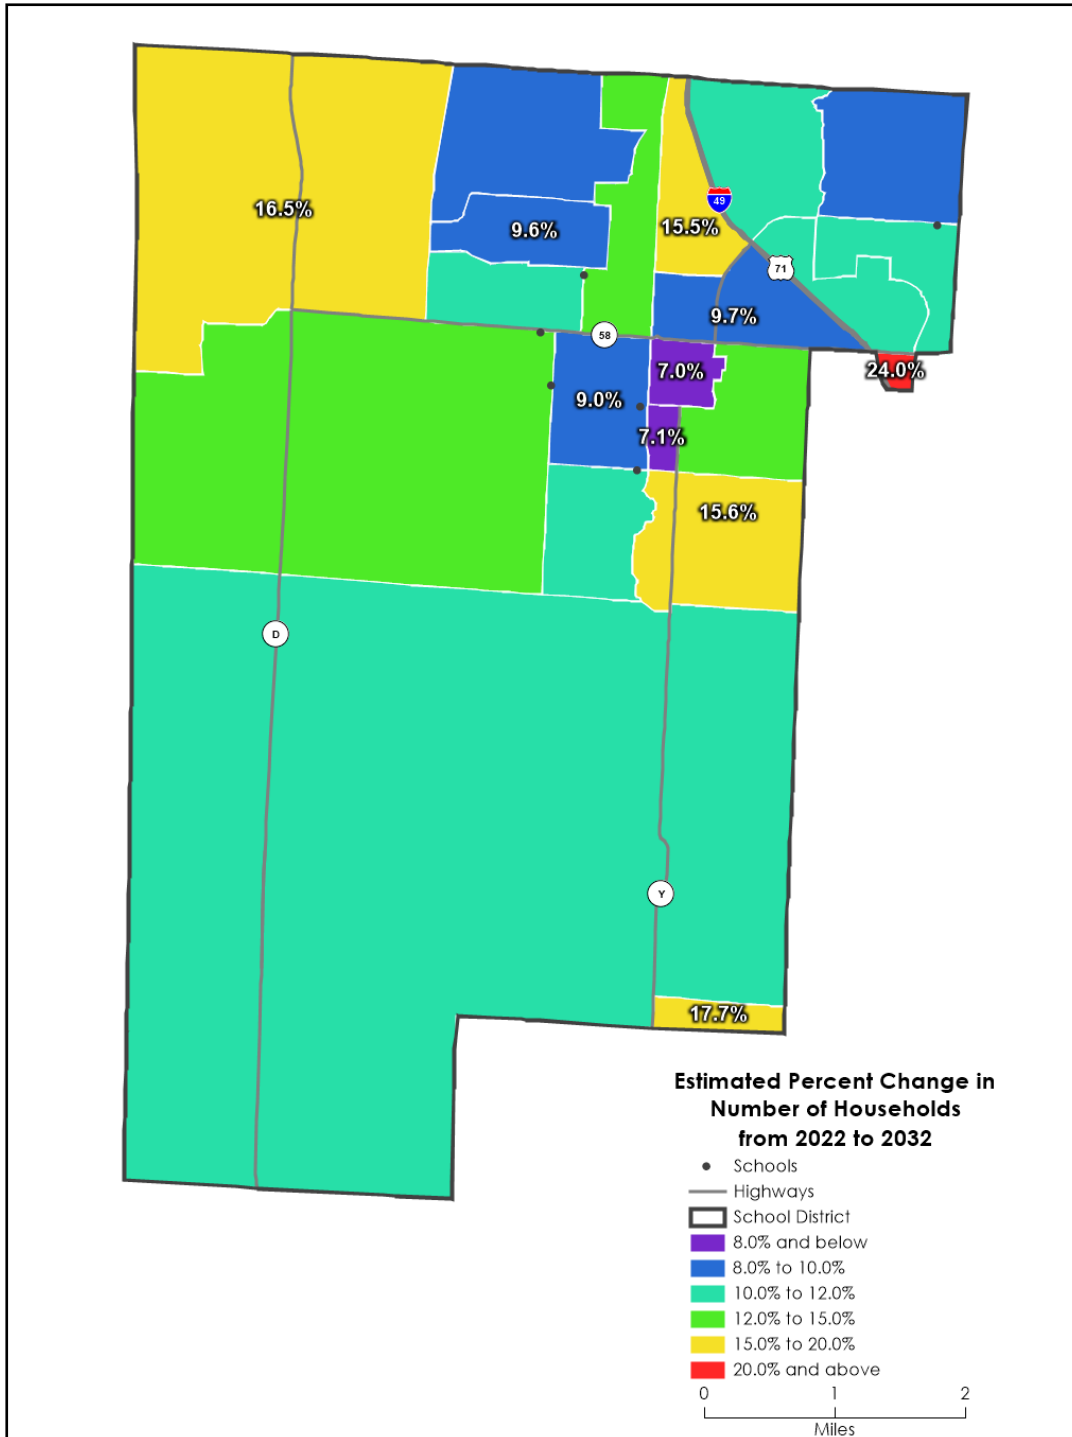 16.5%
9.6%
49
15.5%
71
9.7%
58
7.0%
24.0%
9.0%
7.1%
15.6%
D
Y
17.7%
Estimated Percent Change in
Number of Households
from 2022 to 2032
Schools
Highways
School District
8.0% and below
8.0% to 10.0%
10.0% to 12.0%
12.0% to 15.0%
15.0% to 20.0%
20.0% and above
0 1 2
Miles